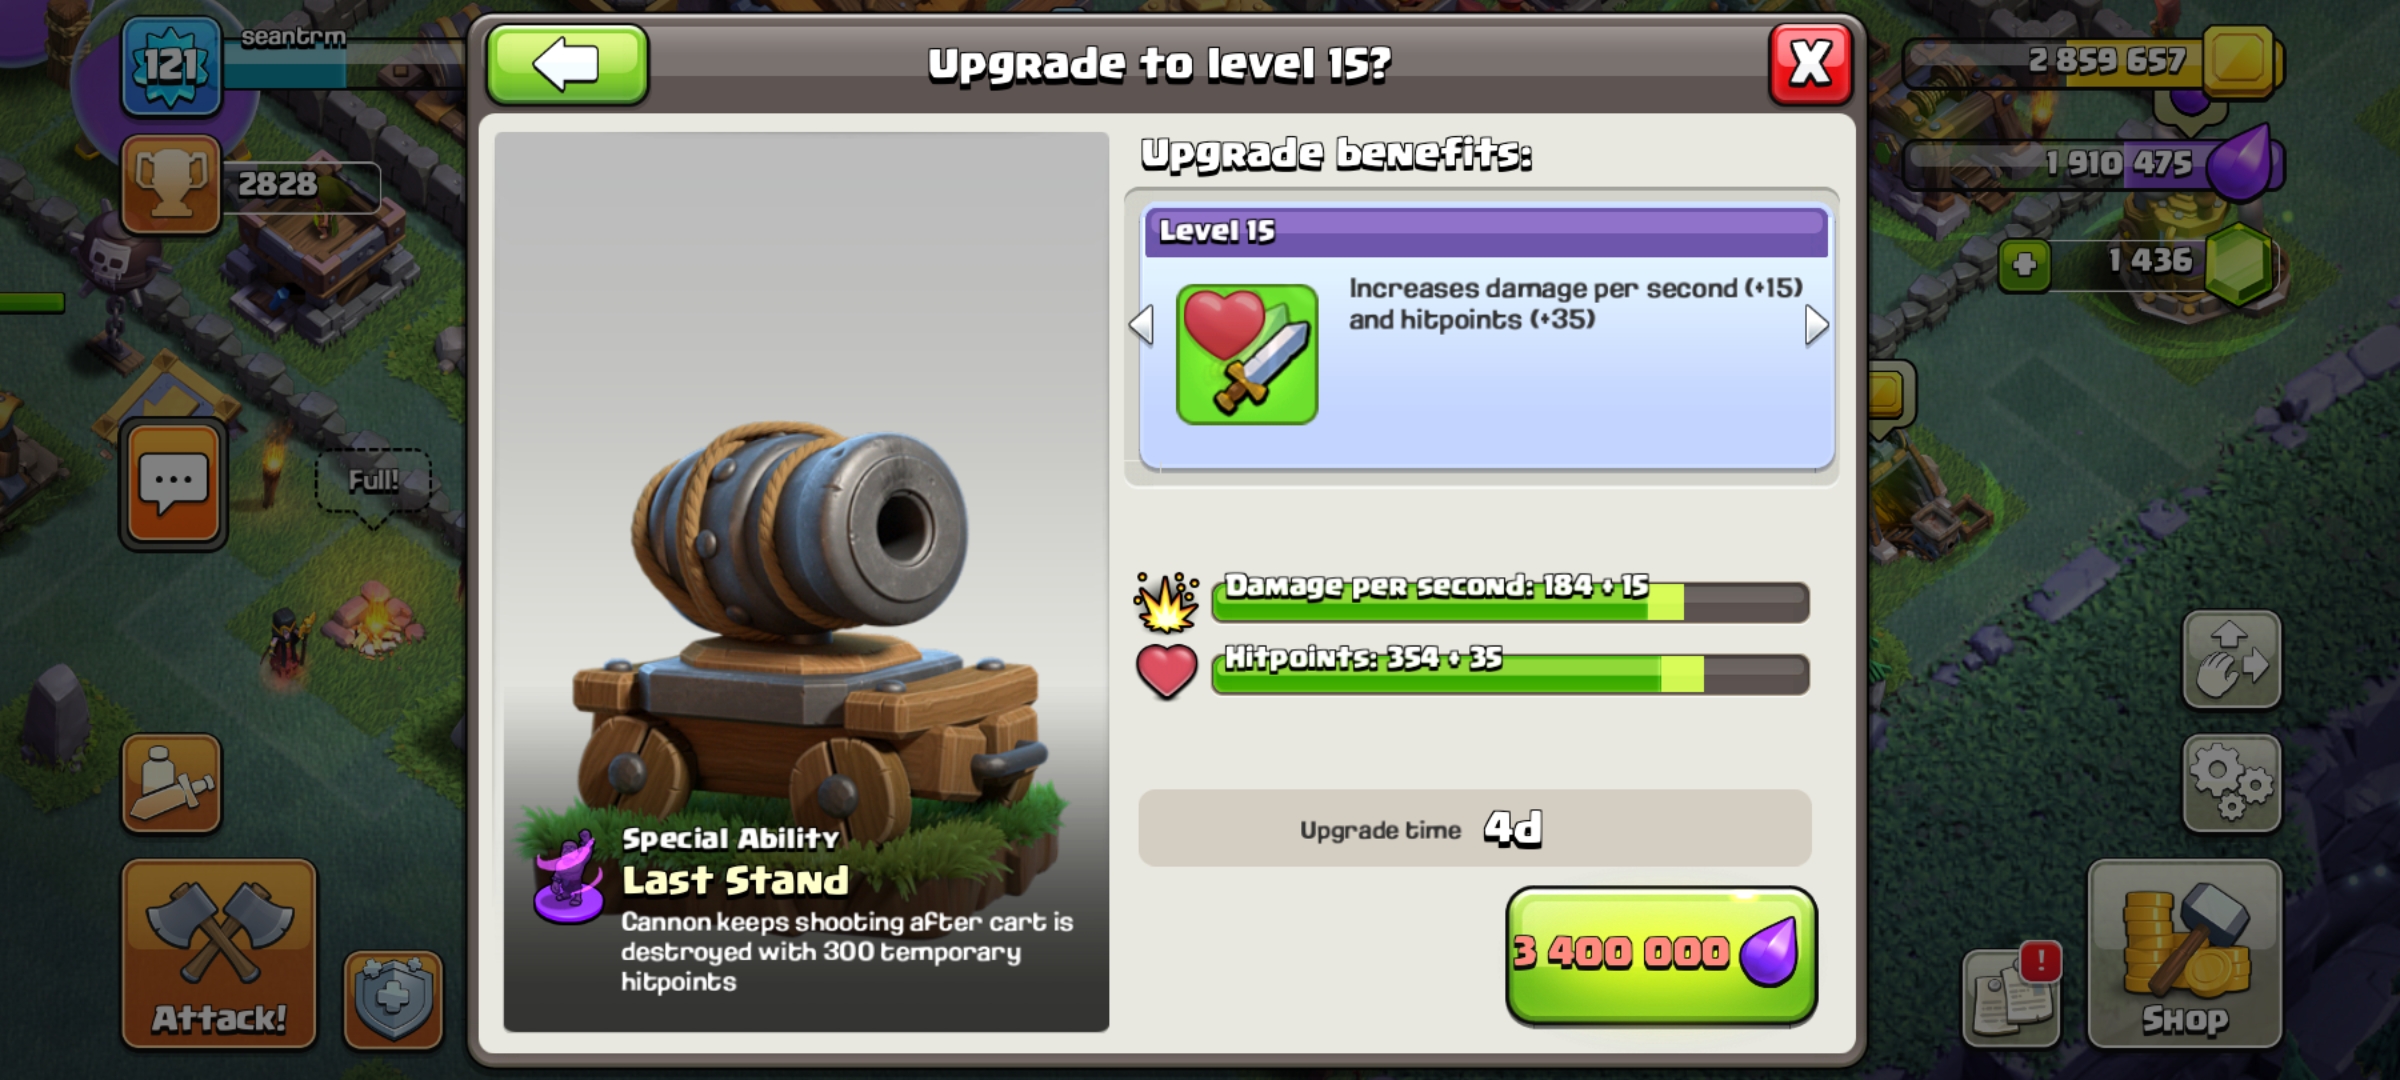 121
seantrm
2828
Upgrade to level 15?
X
2 859 657
1 910 475
1 436
Upgrade benefits:
Level 15
Increases damage per second (+15)
and hitpoints (+35)
Full!
Damage per second: 184 + 15
Hitpoints: 354 + 35
Upgrade time 4d
Special Ability
Last Stand
Cannon keeps shooting after cart is
destroyed with 300 temporary
hitpoints
3 400 000
Attack!
!
Shop